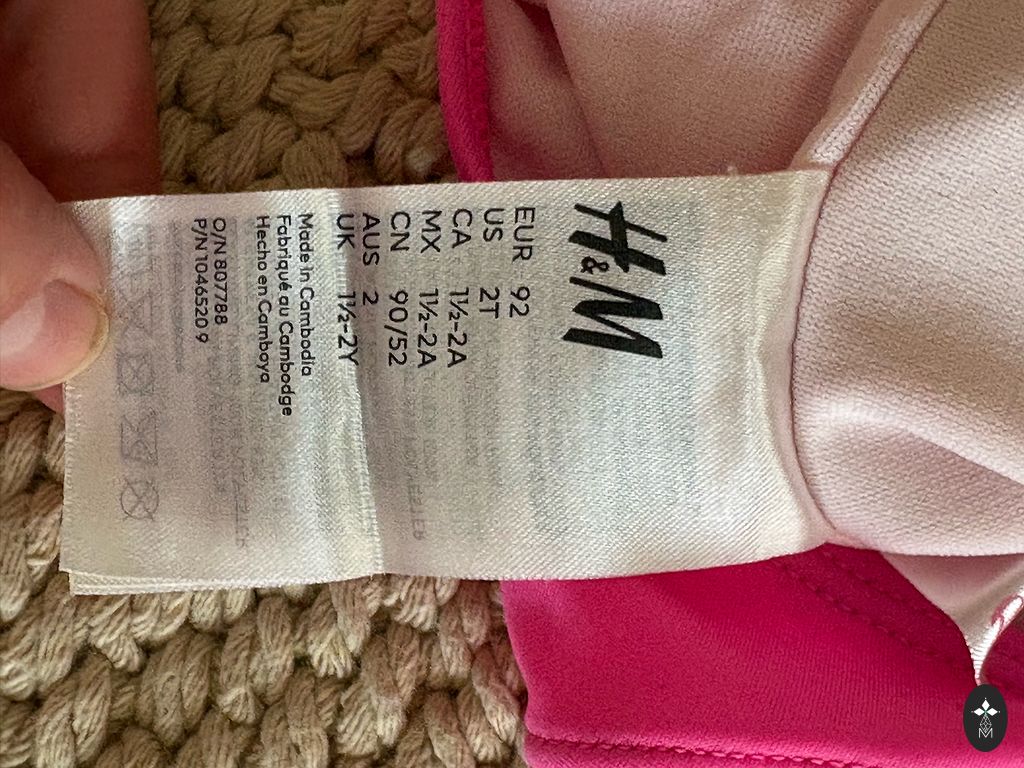 H&M
EUR 92
US 2T
CA 1½-2A
MX 1½-2A
CN 90/52
AUS 2
UK 1½-2Y
Made in Cambodia
Fabriqué au Cambodge
Hecho en Camboya
O/N 807788
P/N 1046520 9
M